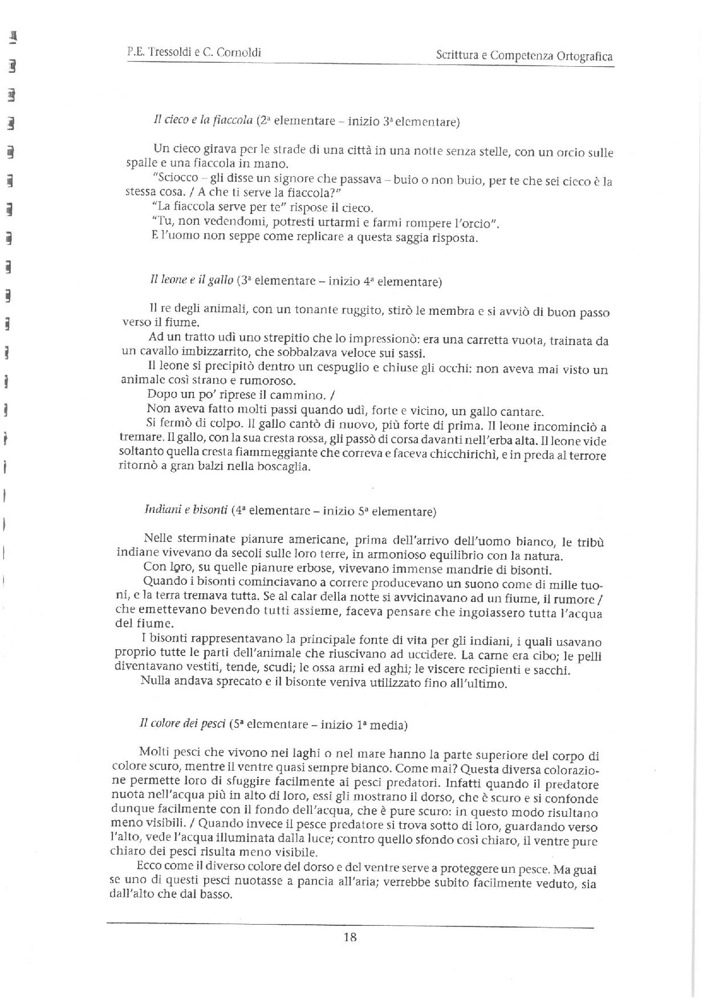 P.E. Tressoldi e C. Cornoldi
Scrittura e Competenza Ortografica
Il cieco e la fiaccola (2ª elementare – inizio 3ª elementare)
Un cieco girava per le strade di una città in una notte senza stelle, con un orcio sulle
spalle e una fiaccola in mano.
"Sciocco – gli disse un signore che passava – buio o non buio, per te che sei cieco è la
stessa cosa. / A che ti serve la fiaccola?"
"La fiaccola serve per te" rispose il cieco.
"Tu, non vedendomi, potresti urtarmi e farmi rompere l'orcio".
E l'uomo non seppe come replicare a questa saggia risposta.
Il leone e il gallo (3ª elementare – inizio 4ª elementare)
Il re degli animali, con un tonante ruggito, stirò le membra e si avviò di buon passo
verso il fiume.
Ad un tratto udì uno strepitio che lo impressionò: era una carretta vuota, trainata da
un cavallo imbizzarrito, che sobbalzava veloce sui sassi.
Il leone si precipitò dentro un cespuglio e chiuse gli occhi: non aveva mai visto un
animale così strano e rumoroso.
Dopo un po' riprese il cammino. /
Non aveva fatto molti passi quando udì, forte e vicino, un gallo cantare.
Si fermò di colpo. Il gallo cantò di nuovo, più forte di prima. Il leone incominciò a
tremare. Il gallo, con la sua cresta rossa, gli passò di corsa davanti nell'erba alta. Il leone vide
soltanto quella cresta fiammeggiante che correva e faceva chicchirichì, e in preda al terrore
ritornò a gran balzi nella boscaglia.
Indiani e bisonti (4ª elementare – inizio 5ª elementare)
Nelle sterminate pianure americane, prima dell'arrivo dell'uomo bianco, le tribù
indiane vivevano da secoli sulle loro terre, in armonioso equilibrio con la natura.
Con loro, su quelle pianure erbose, vivevano immense mandrie di bisonti.
Quando i bisonti cominciavano a correre producevano un suono come di mille tuo-
ni, e la terra tremava tutta. Se al calar della notte si avvicinavano ad un fiume, il rumore /
che emettevano bevendo tutti assieme, faceva pensare che ingoiassero tutta l'acqua
del fiume.
I bisonti rappresentavano la principale fonte di vita per gli indiani, i quali usavano
proprio tutte le parti dell'animale che riuscivano ad uccidere. La carne era cibo; le pelli
diventavano vestiti, tende, scudi; le ossa armi ed aghi; le viscere recipienti e sacchi.
Nulla andava sprecato e il bisonte veniva utilizzato fino all'ultimo.
Il colore dei pesci (5ª elementare – inizio 1ª media)
Molti pesci che vivono nei laghi o nel mare hanno la parte superiore del corpo di
colore scuro, mentre il ventre quasi sempre bianco. Come mai? Questa diversa colorazio-
ne permette loro di sfuggire facilmente ai pesci predatori. Infatti quando il predatore
nuota nell'acqua più in alto di loro, essi gli mostrano il dorso, che è scuro e si confonde
dunque facilmente con il fondo dell'acqua, che è pure scuro: in questo modo risultano
meno visibili. / Quando invece il pesce predatore si trova sotto di loro, guardando verso
l'alto, vede l'acqua illuminata dalla luce; contro quello sfondo così chiaro, il ventre pure
chiaro dei pesci risulta meno visibile.
Ecco come il diverso colore del dorso e del ventre serve a proteggere un pesce. Ma guai
se uno di questi pesci nuotasse a pancia all'aria; verrebbe subito facilmente veduto, sia
dall'alto che dal basso.
18